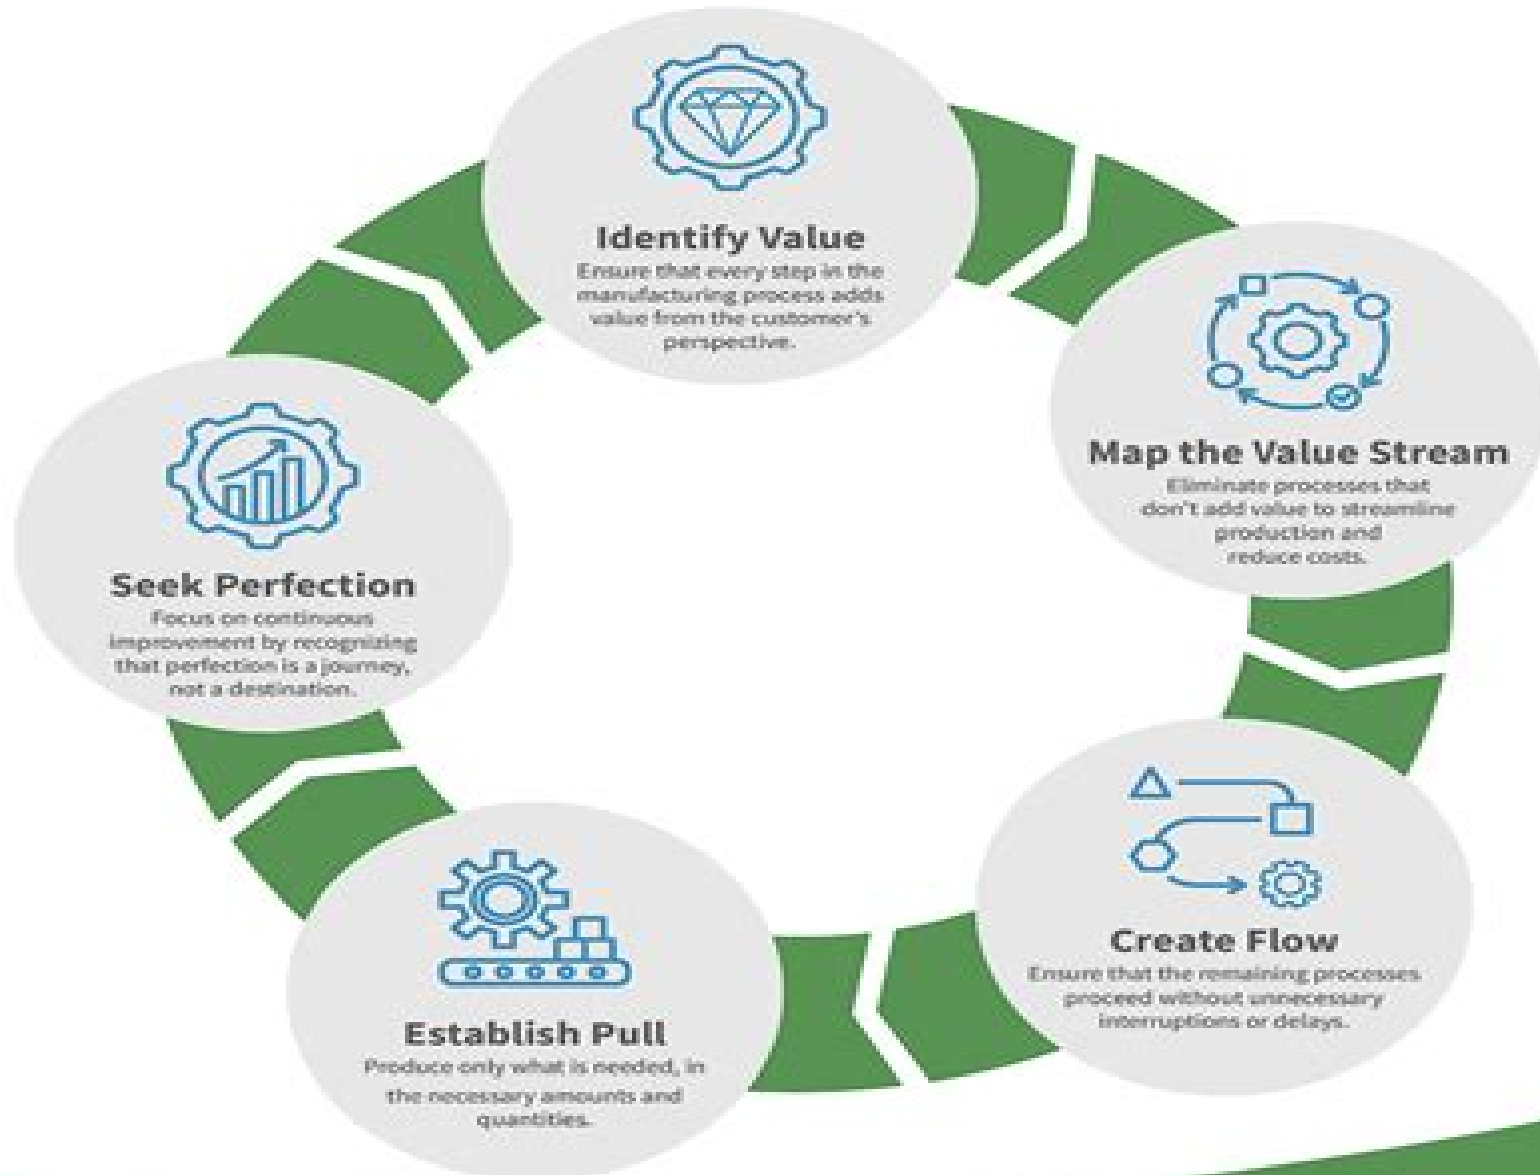 Identify Value
Ensure that every step in the
manufacturing process adds
value from the customer's
perspective.
Map the Value Stream
Eliminate processes that
don't add value to streamline
production and
reduce costs.
Create Flow
Ensure that the remaining processes
proceed without unnecessary
interruptions or delays.
Establish Pull
Produce only what is needed, in
the necessary amounts and
quantities.
Seek Perfection
Focus on continuous
improvement by recognizing
that perfection is a journey,
not a destination.